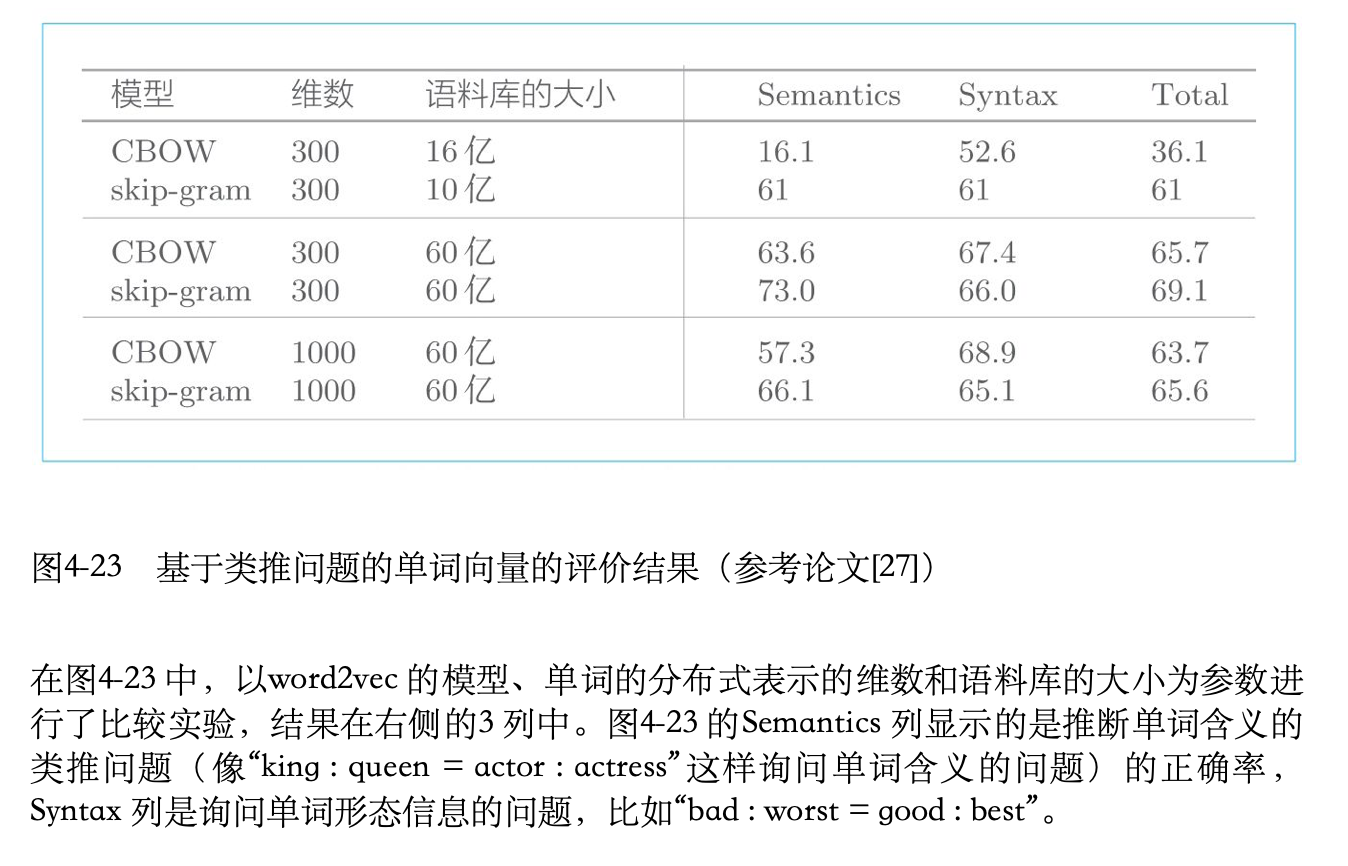 模型 维数 语料库的大小 Semantics Syntax Total
CBOW 300 16 亿 16.1 52.6 36.1
skip-gram 300 10 亿 61 61 61
CBOW 300 60 亿 63.6 67.4 65.7
skip-gram 300 60 亿 73.0 66.0 69.1
CBOW 1000 60 亿 57.3 68.9 63.7
skip-gram 1000 60 亿 66.1 65.1 65.6
图4-23 基于类推问题的单词向量的评价结果（参考论文[27]）
在图4-23 中，以word2vec 的模型、单词的分布式表示的维数和语料库的大小为参数进
行了比较实验，结果在右侧的3 列中。图4-23 的Semantics 列显示的是推断单词含义的
类推问题（像“king : queen = actor : actress”这样询问单词含义的问题）的正确率，
Syntax 列是询问单词形态信息的问题，比如“bad : worst = good : best”。